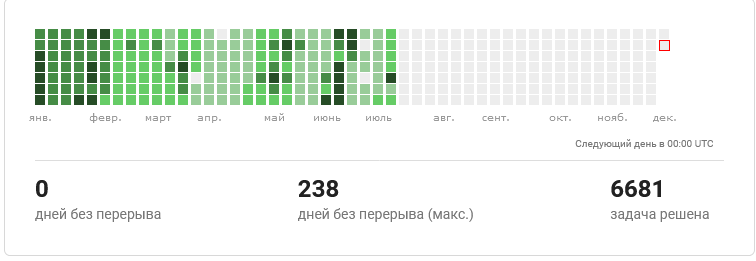 янв. февр. март апр. май июнь июль авг. сент. окт. нояб. дек.
Следующий день в 00:00 UTC
0 238 6681
дней без перерыва дней без перерыва (макс.) задача решена